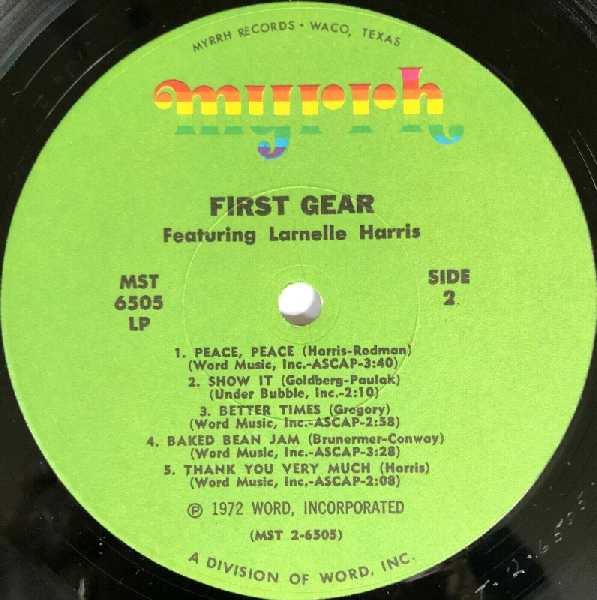 MYRRH RECORDS • WACO, TEXAS
myrrh
FIRST GEAR
Featuring Larnelle Harris
MST
6505
LP
SIDE
2
1. PEACE, PEACE (Harris-Rodman)
(Word Music, Inc.-ASCAP-3:40)
2. SHOW IT (Goldberg-Paulak)
(Under Bubble, Inc.-2:10)
3. BETTER TIMES (Gregory)
(Word Music, Inc.-ASCAP-2:58)
4. BAKED BEAN JAM (Brunermer-Conway)
(Word Music, Inc.-ASCAP-3:28)
5. THANK YOU VERY MUCH (Harris)
(Word Music, Inc.-ASCAP-2:08)
Ⓟ 1972 WORD, INCORPORATED
(MST 2-6505)
A DIVISION OF WORD, INC.